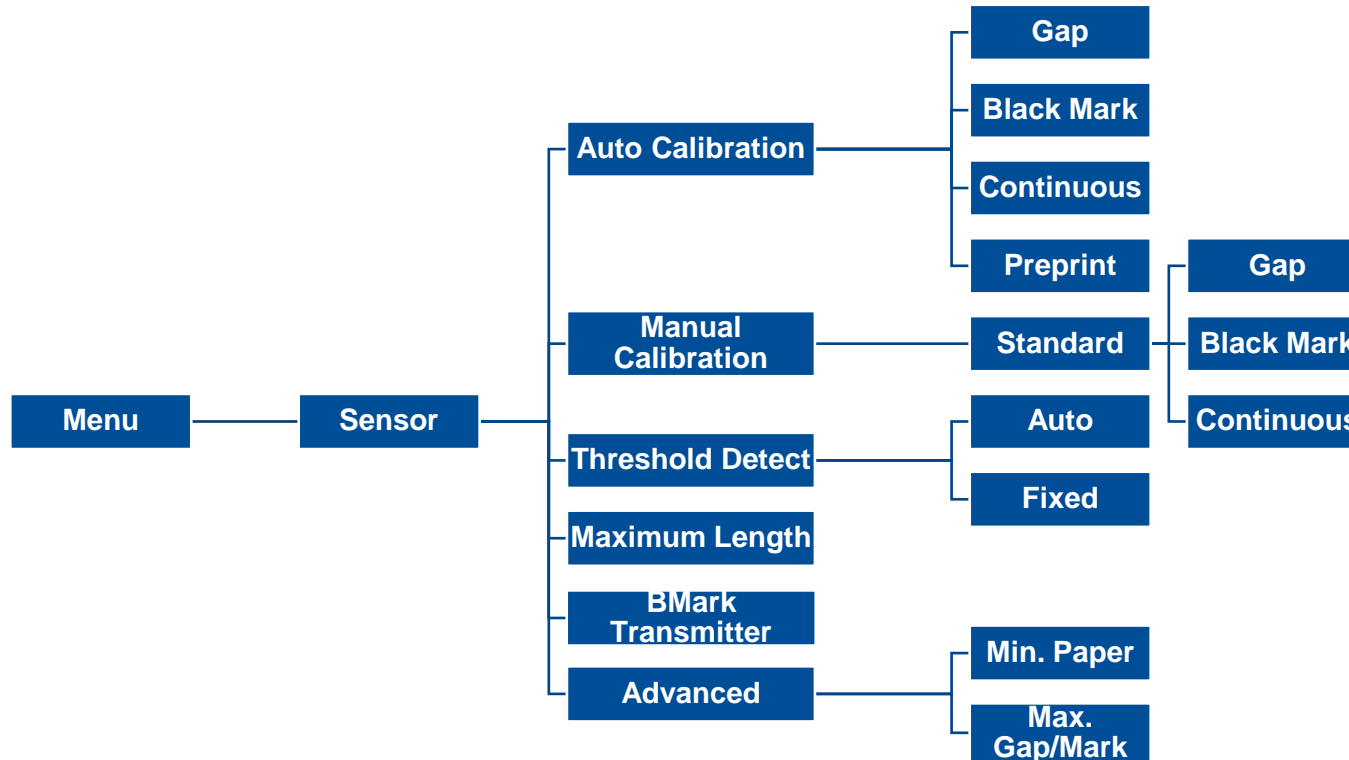 Gap
Black Mark
Auto Calibration
Continuous
Preprint
Gap
Manual
Calibration
Standard
Black Mark
Menu
Sensor
Auto
Continuous
Threshold Detect
Fixed
Maximum Length
BMark
Transmitter
Min. Paper
Advanced
Max.
Gap/Mark